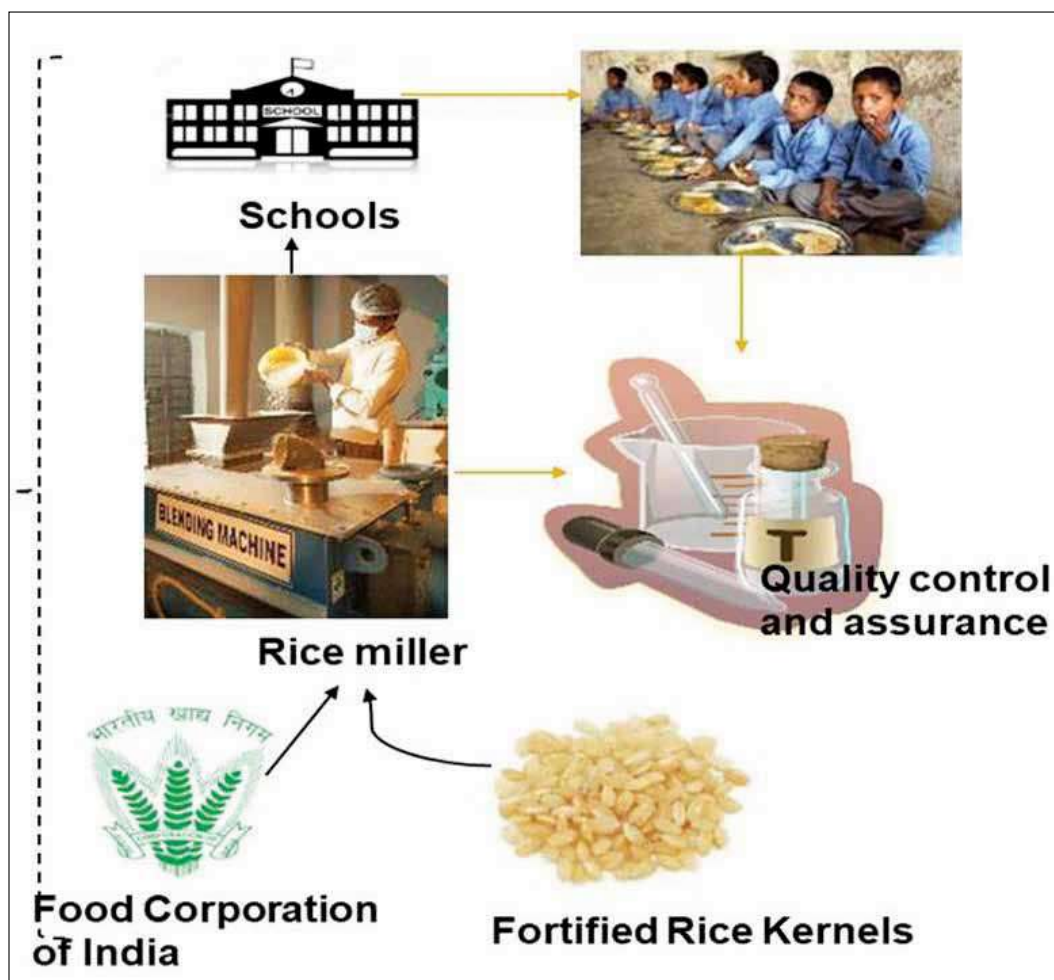 SCHOOL
Schools
BLENDING MACHINE
T
Quality control
and assurance
Rice miller
भारतीय खाद्य निगम
Food Corporation
of India
Fortified Rice Kernels